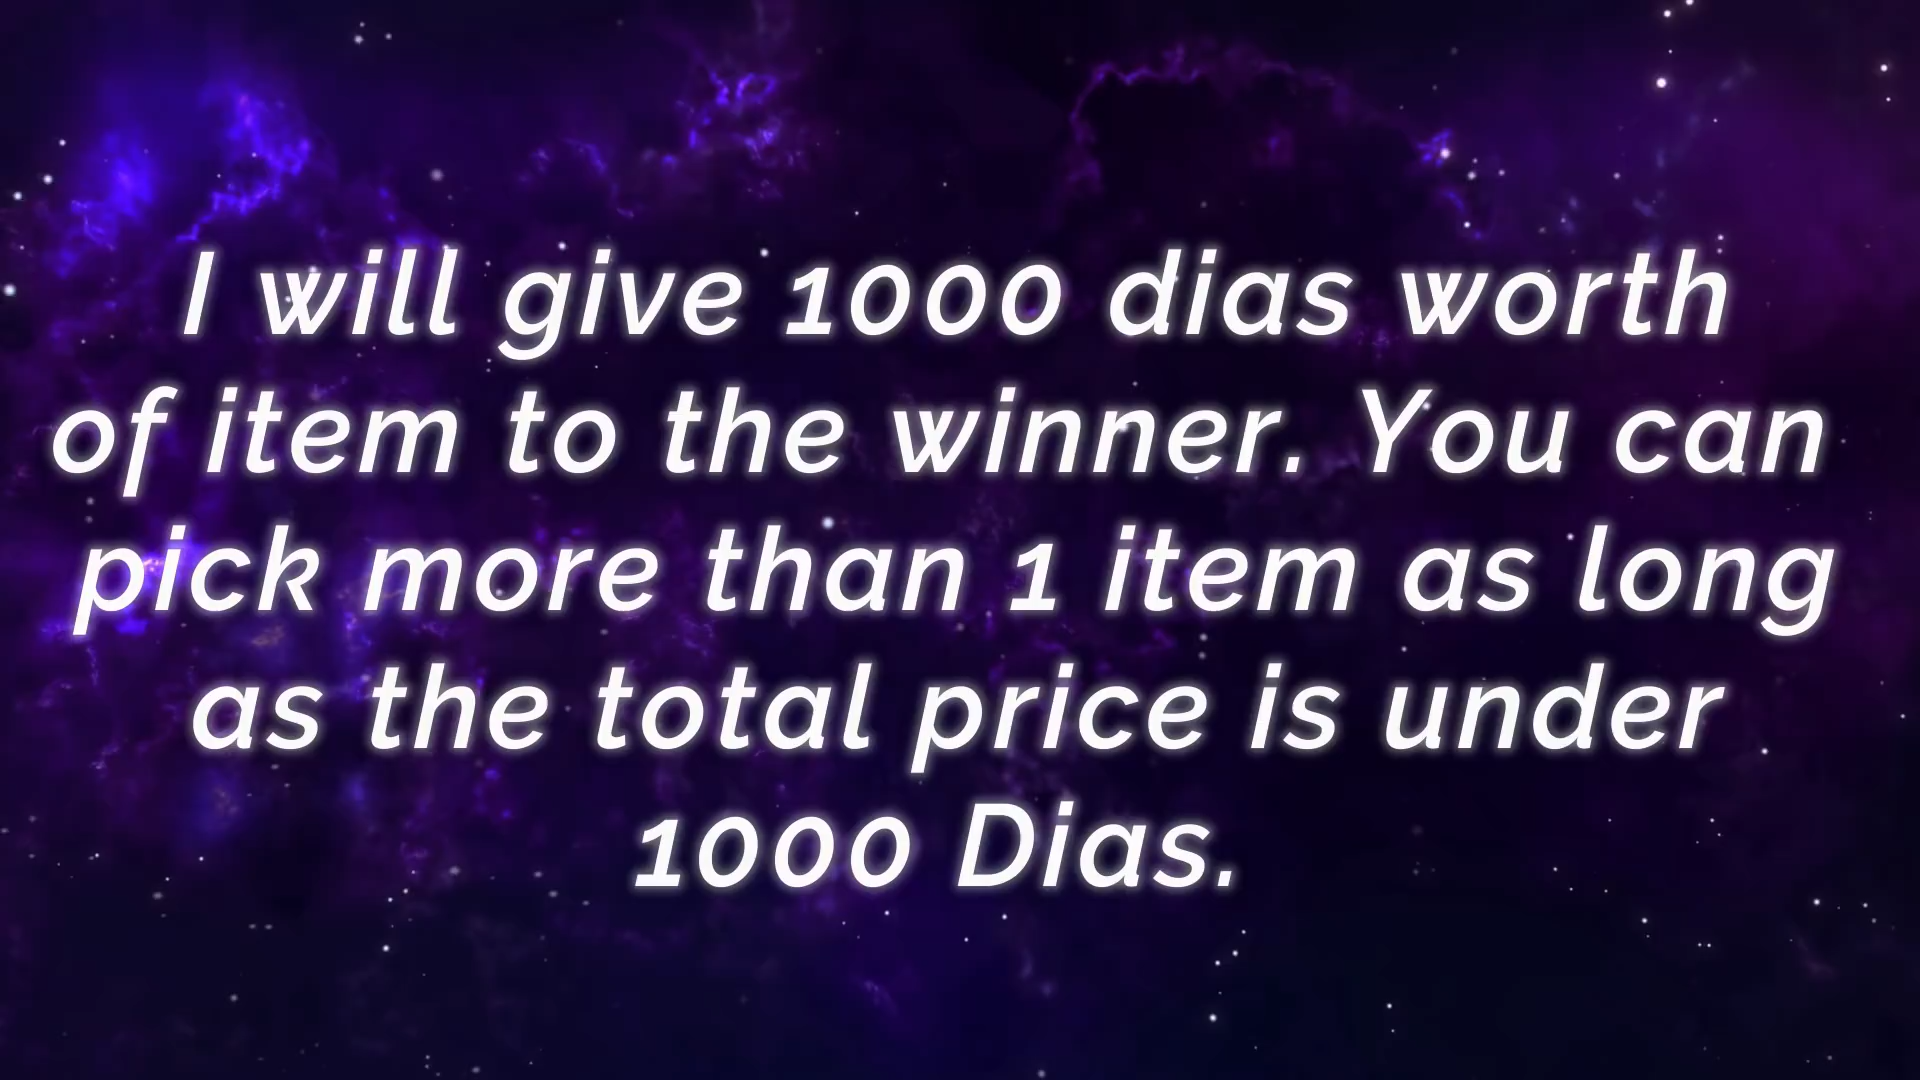 I will give 1000 dias worth
of item to the winner. You can
pick more than 1 item as long
as the total price is under
1000 Dias.